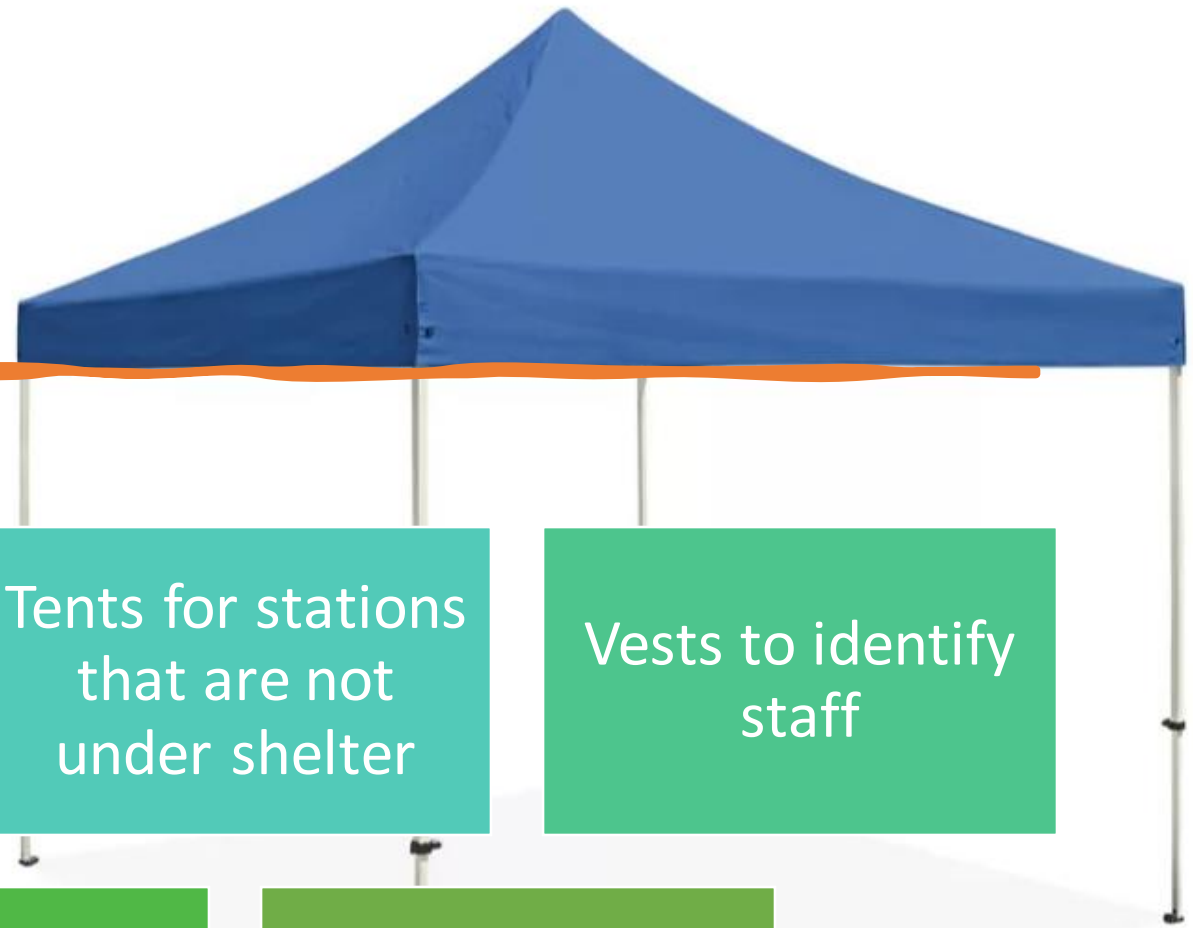 Tents for stations
that are not
under shelter
Vests to identify
staff